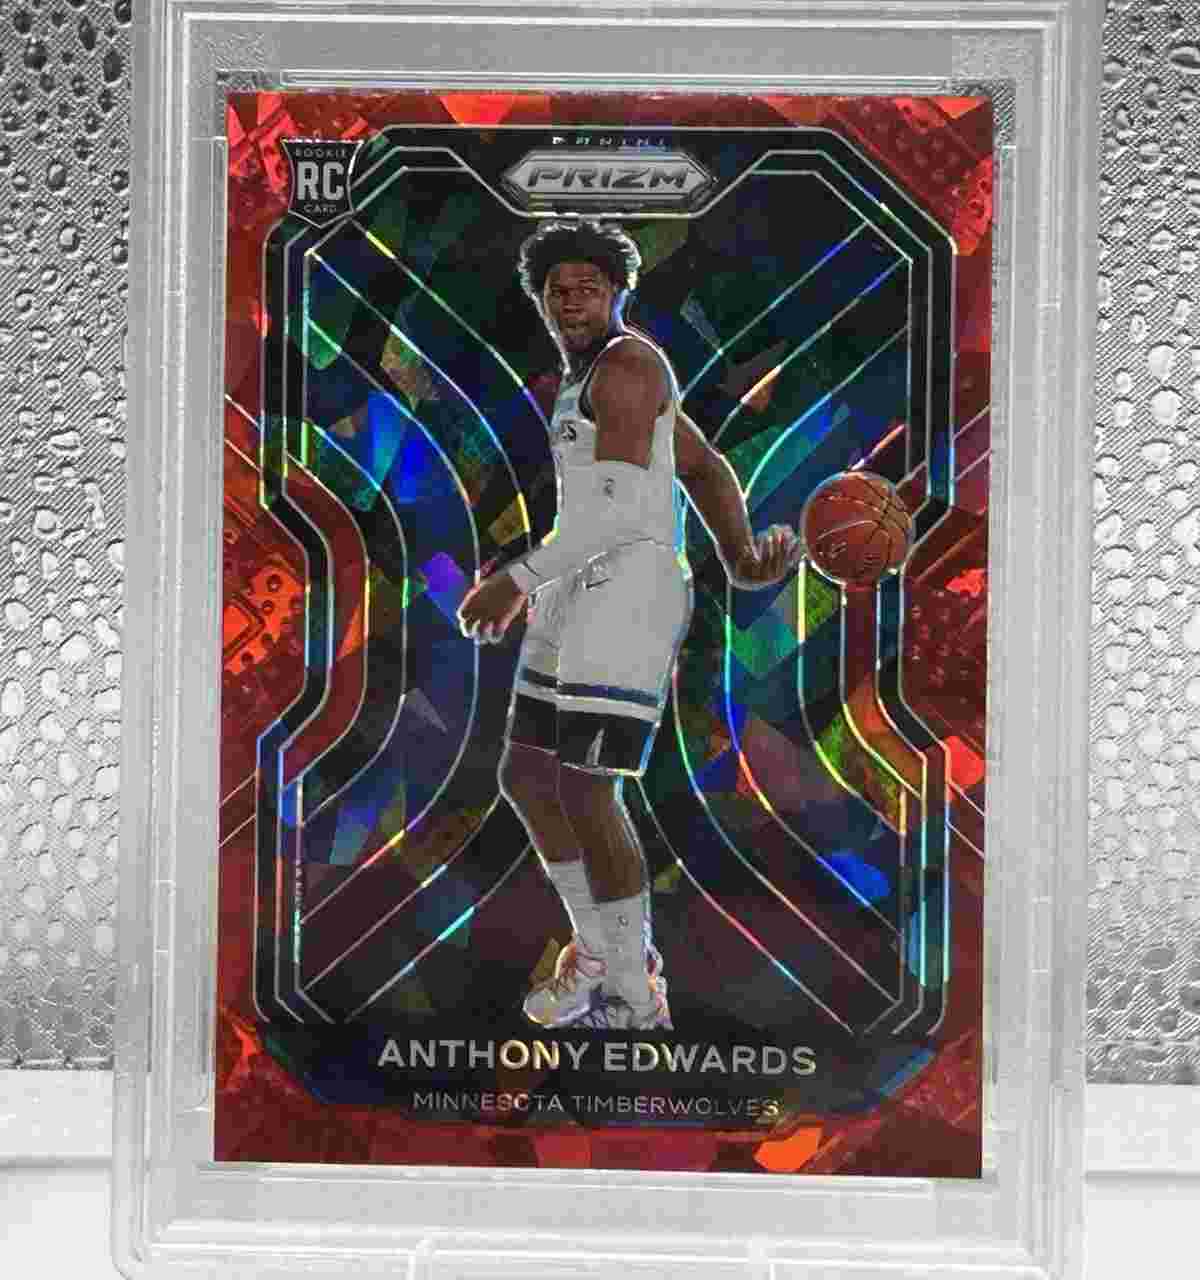 PANINI
PRIZM
ROOKIE
RC
CARD
ANTHONY EDWARDS
MINNESOTA TIMBERWOLVES